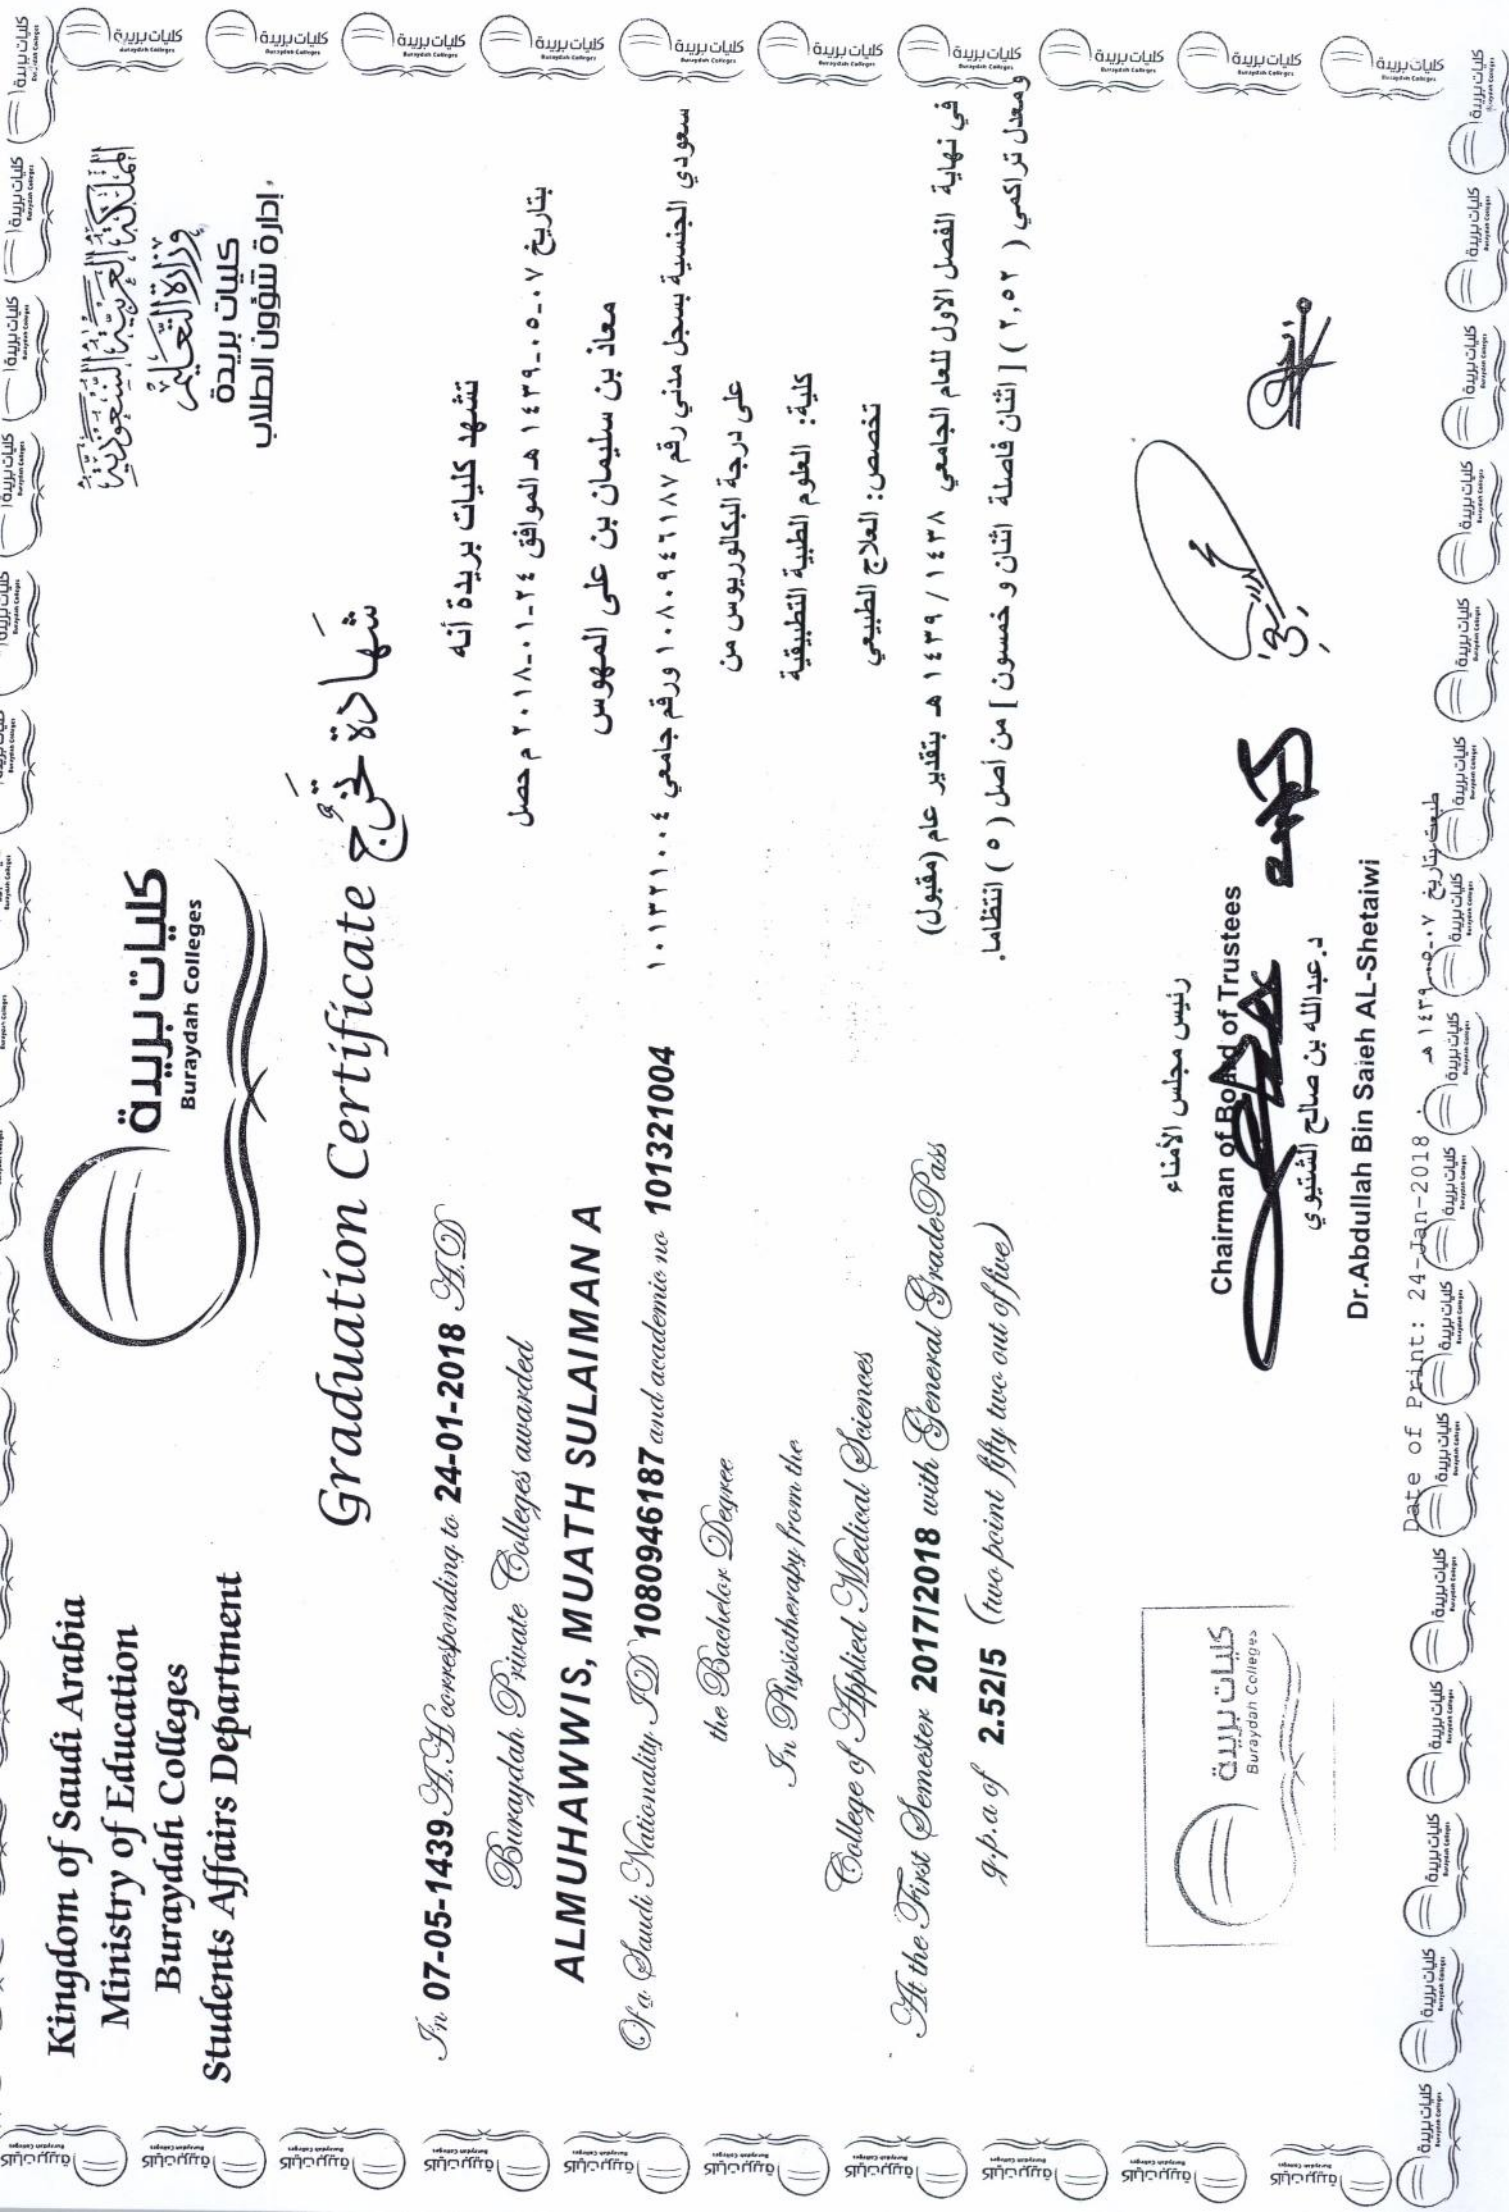 Kingdom of Saudi Arabia
Ministry of Education
Buraydah Colleges
Students Affairs Department
كليات بريدة
Buraydah Colleges
المملكة العربية السعودية
وزارة التعليم
كليات بريدة
إدارة شؤون الطلاب
Graduation Certificate شهادة تخرج
In 07-05-1439 A.H corresponding to 24-01-2018 A.D
Buraydah Private Colleges awarded
ALMUHAWWIS, MUATH SULAIMAN A
Of a Saudi Nationality ID 1080946187 and academic no 101321004
the Bachelor Degree
In Physiotherapy from the
College of Applied Medical Sciences
At the First Semester 2017/2018 with General Grade Pass
g.p.a of 2.52/5 (two point fifty two out of five)
تشهد كليات بريدة أنه
بتاريخ ٠٧-٠٥-١٤٣٩ هـ الموافق ٢٤-٠١-٢٠١٨ م حصل
معاذ بن سليمان بن على المهوس
سعودي الجنسية بسجل مدني رقم ١٠٨٠٩٤٦١٨٧ ورقم جامعي ١٠١٣٢١٠٠٤
على درجة البكالوريوس من
كلية: العلوم الطبية التطبيقية
تخصص: العلاج الطبيعي
في نهاية الفصل الاول للعام الجامعي ١٤٣٨ / ١٤٣٩ هـ بتقدير عام (مقبول)
ومعدل تراكمي ( ٢,٥٢ ) [ اثنان فاصلة اثنان و خمسون ] من أصل ( ٥ ) انتظاما.
كليات بريدة
Buraydah Colleges
رئيس مجلس الأمناء
Chairman of Board of Trustees
د.عبدالله بن صالح الشتيوي
Dr.Abdullah Bin Saleh AL-Shetaiwi
Date of Print: 24-Jan-2018
طبعت بتاريخ ٠٧-٠٥-١٤٣٩ هـ